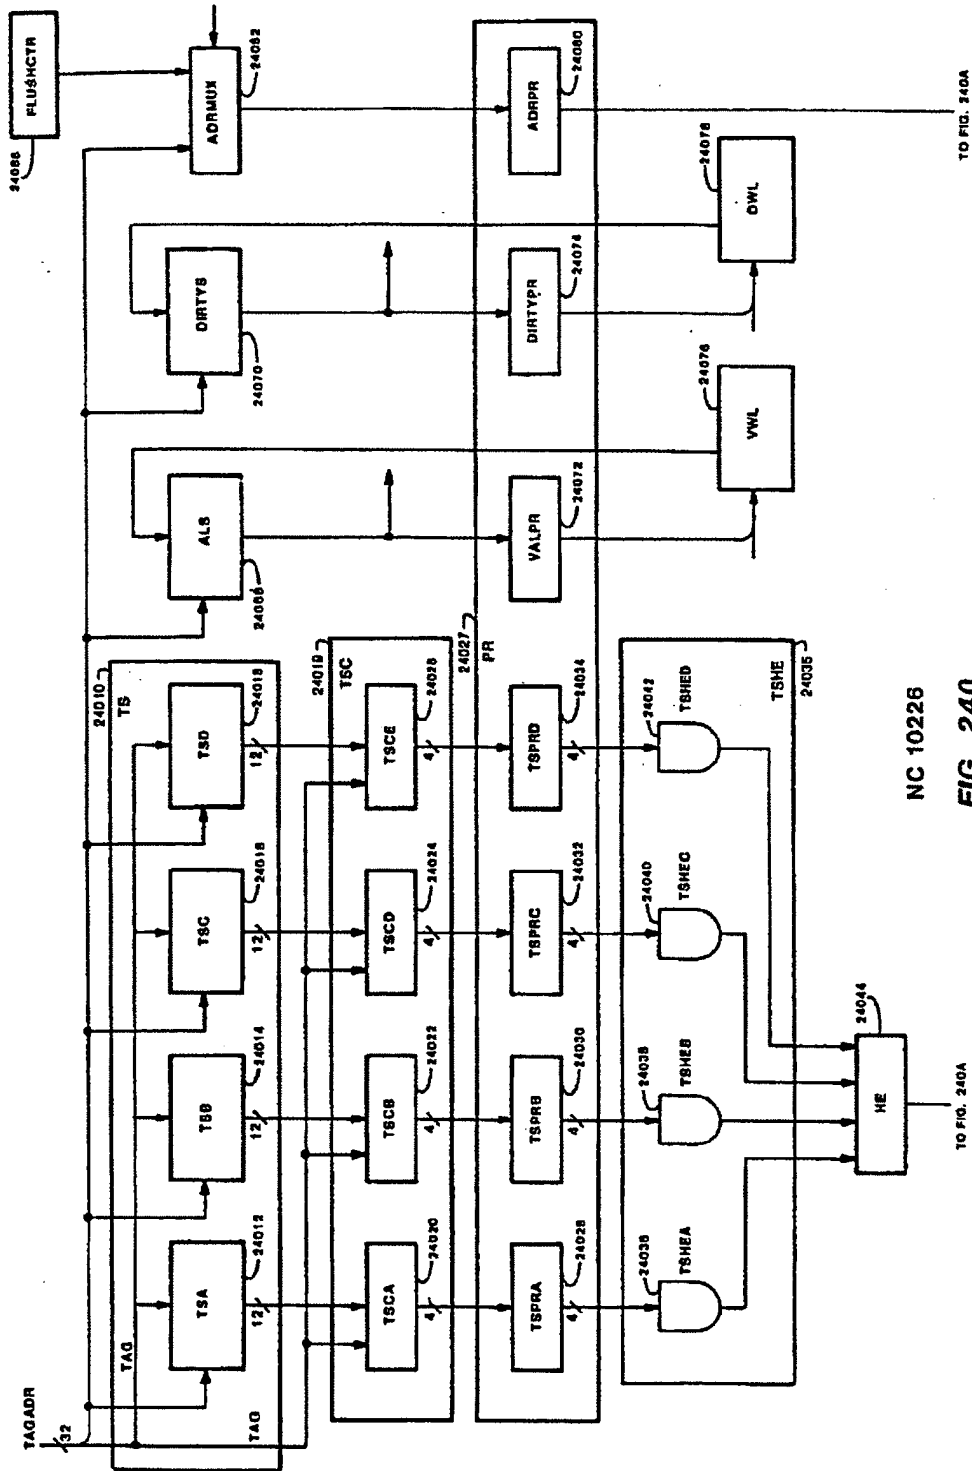 TAGADR
32
24086
FLUSHCTR
ADRMUX
24082
24010
TS
TAG
TAG
TSA
24012
12
TSB
24014
12
TSC
24016
12
TSD
24018
12
ALS
24068
DIRTYS
24070
24019
TSC
TSCA
24020
4
TSCB
24022
4
TSCD
24024
4
TSCE
24026
4
24027
PR
TSPRA
24028
4
TSPRB
24030
4
TSPRC
24032
4
TSPRD
24034
4
VALPR
24072
DIRTYPR
24074
ADRPR
24080
VWL
24076
DWL
24078
TSHE
24035
24036
TSHEA
24038
TSHEB
24040
TSHEC
24042
TSHED
HE
24044
TO FIG. 240A
TO FIG. 240A
NC 10226
FIG. 240